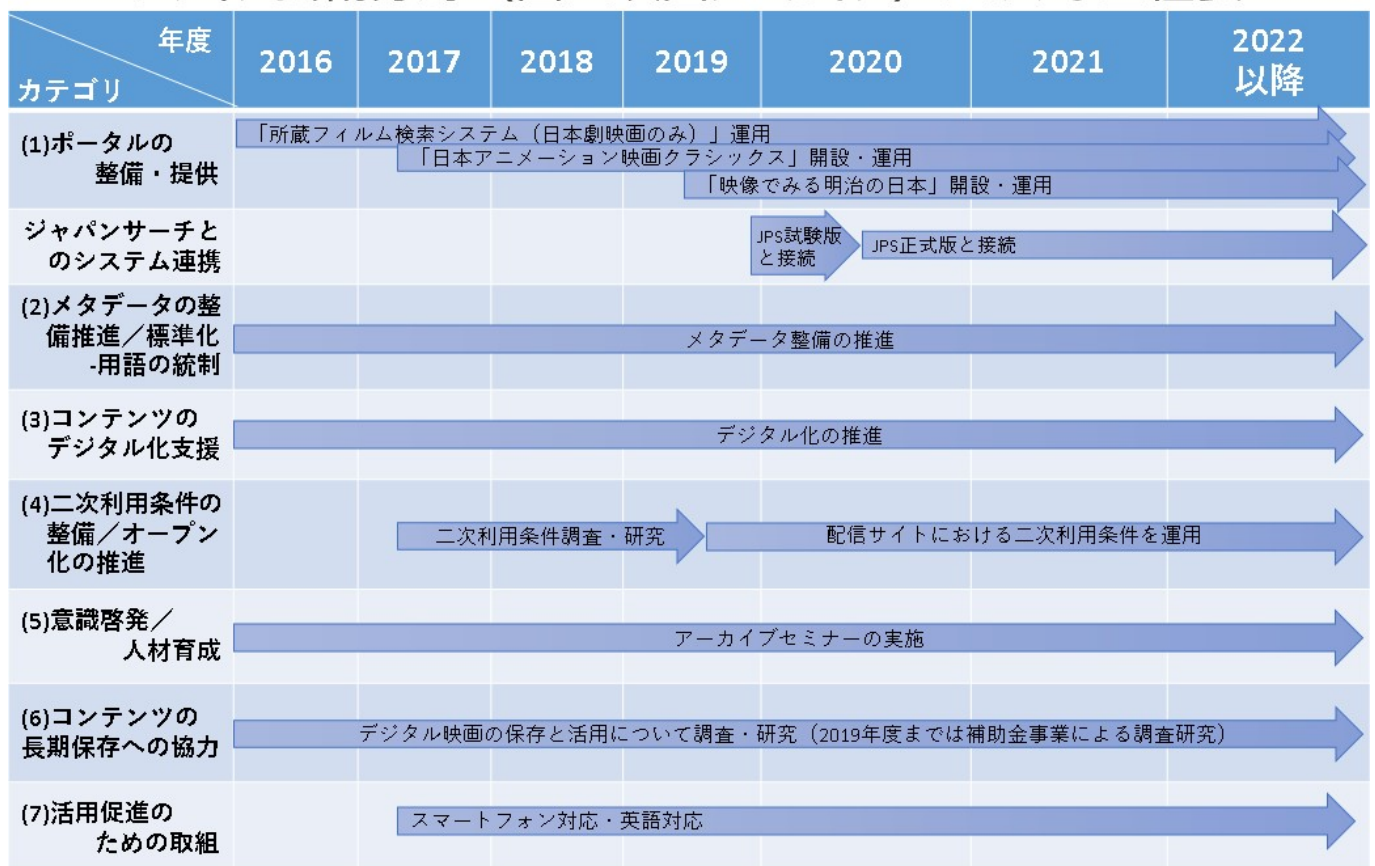 年度
カテゴリ
2016
2017
2018
2019
2020
2021
2022
以降
(1)ポータルの
整備・提供
「所蔵フィルム検索システム(日本劇映画のみ)」運用
「日本アニメーション映画クラシックス」開設・運用
「映像でみる明治の日本」開設・運用
ジャパンサーチと
のシステム連携
JPS試験版
と接続
JPS正式版と接続
(2)メタデータの整
備推進／標準化
-用語の統制
メタデータ整備の推進
(3)コンテンツの
デジタル化支援
デジタル化の推進
(4)二次利用条件の
整備／オープン
化の推進
二次利用条件調査・研究
配信サイトにおける二次利用条件を運用
(5)意識啓発／
人材育成
アーカイブセミナーの実施
(6)コンテンツの
長期保存への協力
デジタル映画の保存と活用について調査・研究(2019年度までは補助金事業による調査研究)
(7)活用促進の
ための取組
スマートフォン対応・英語対応